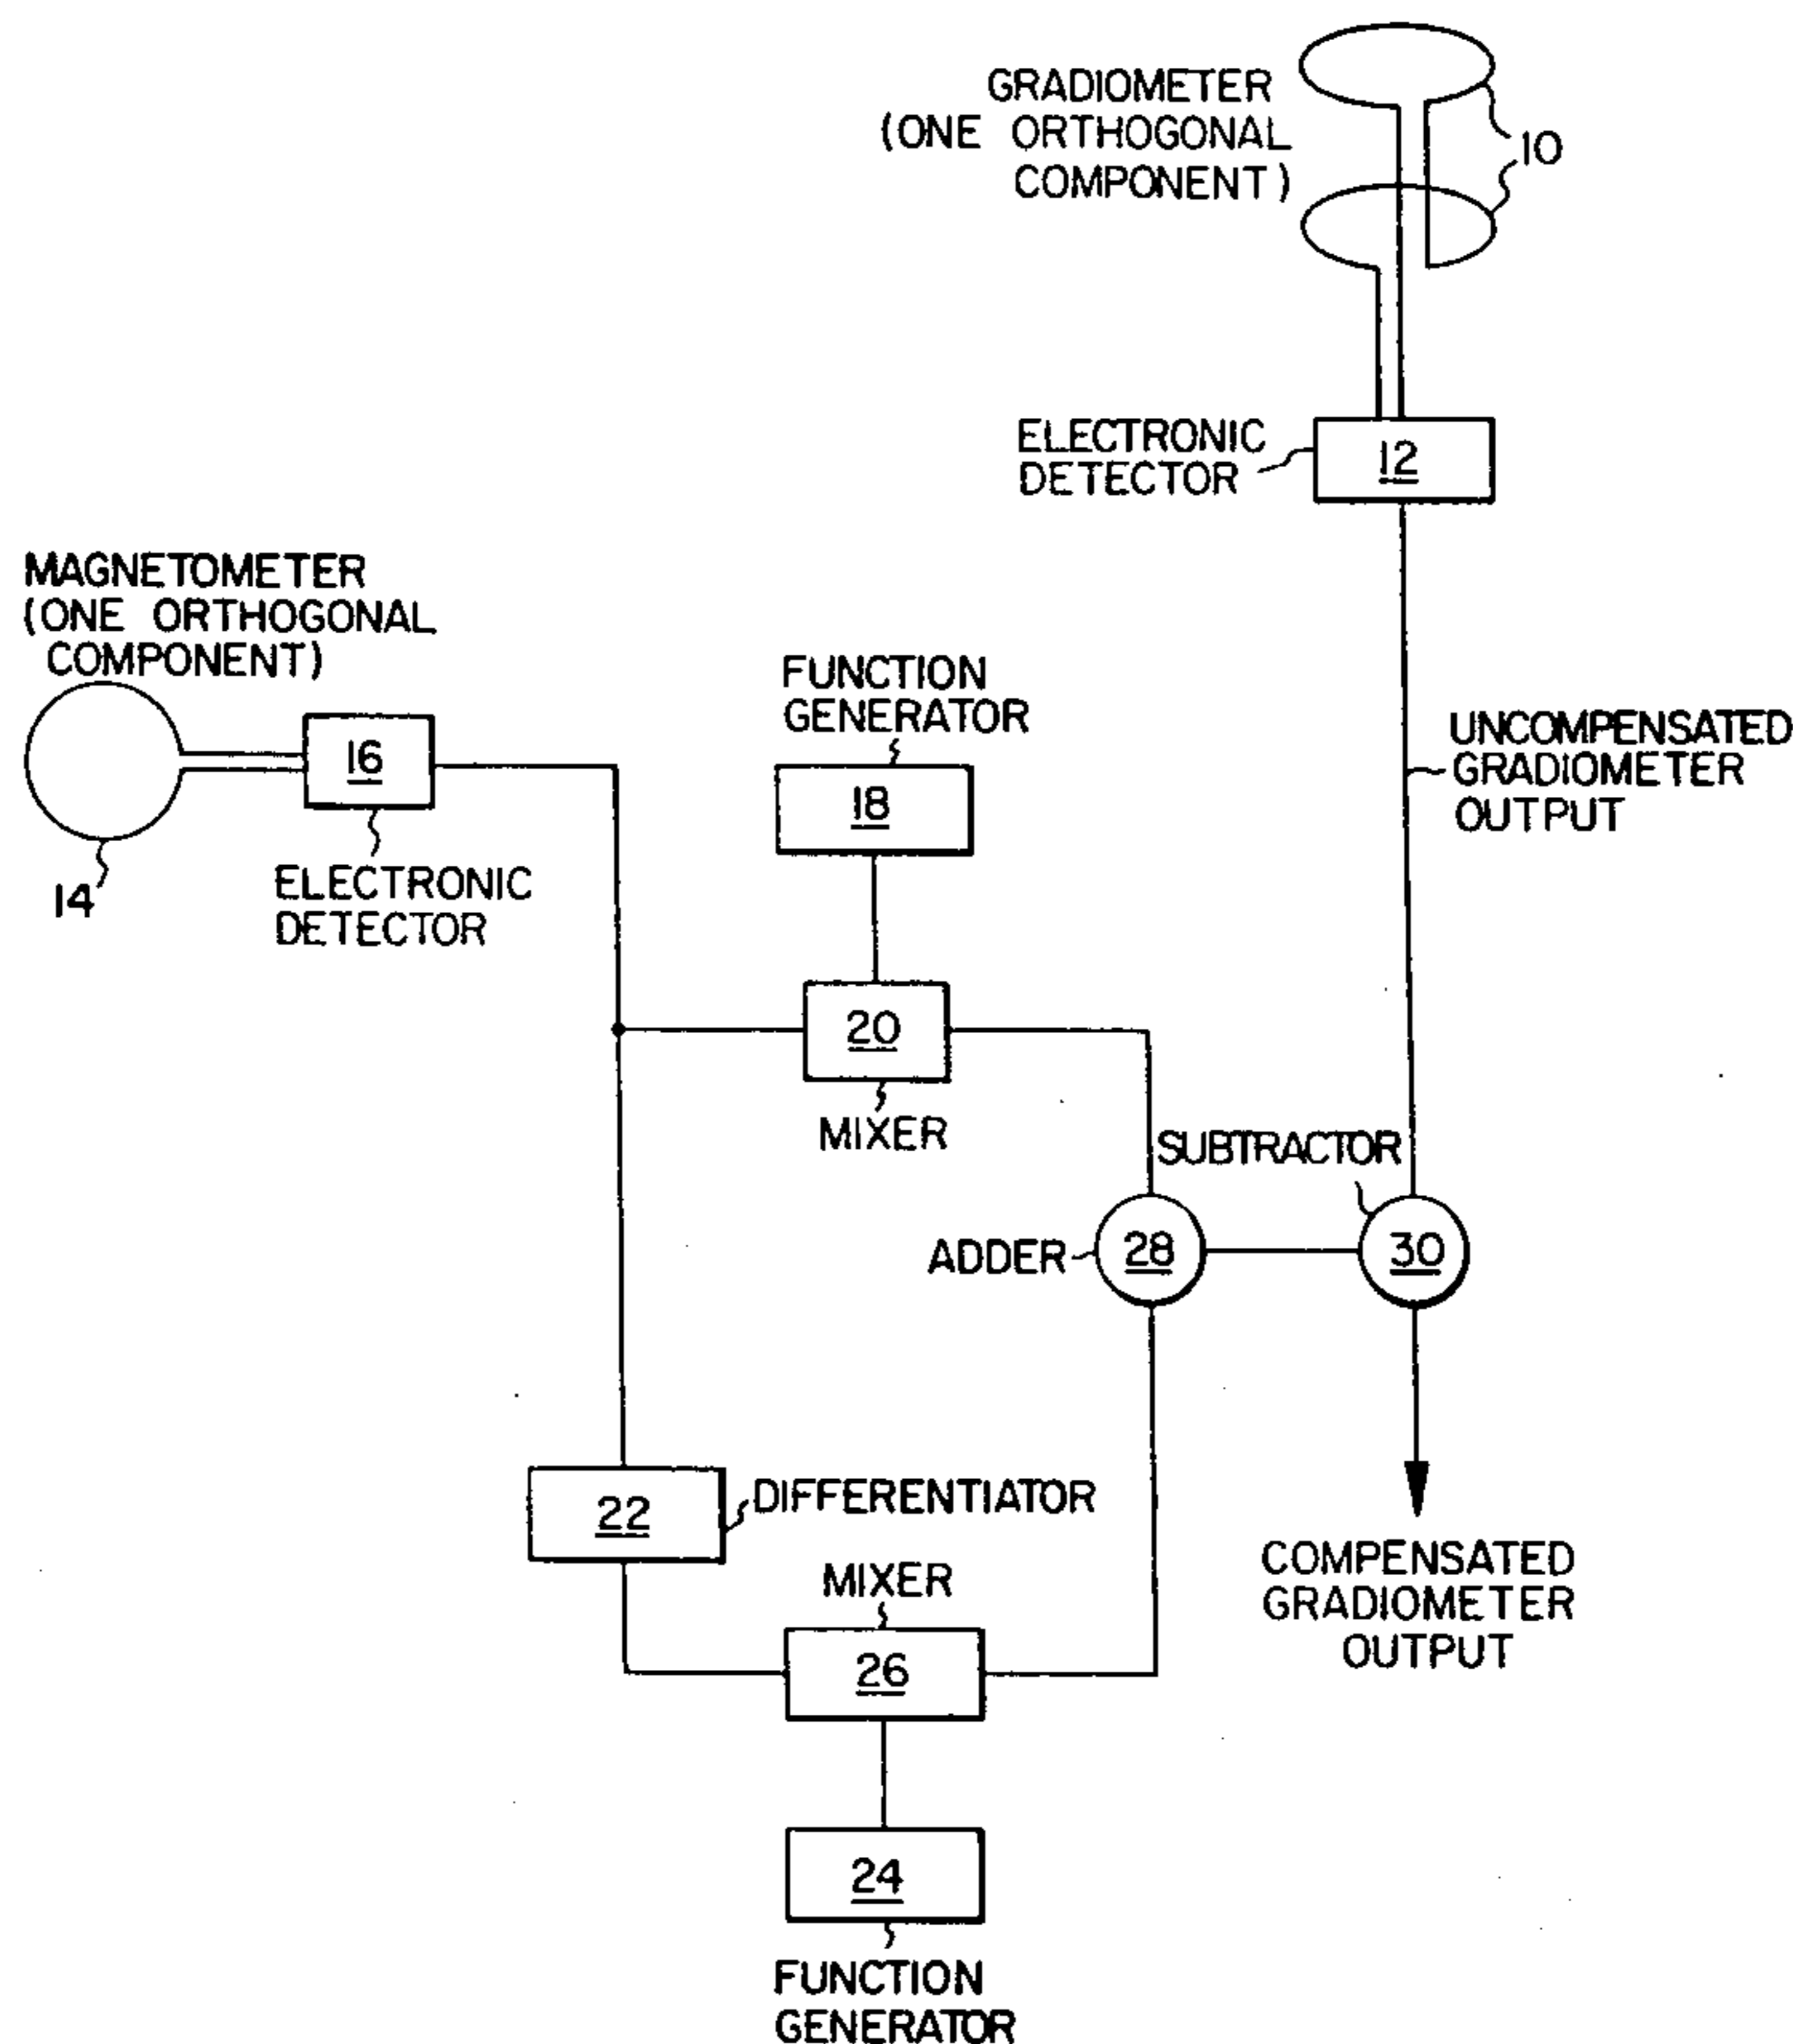 GRADIOMETER
(ONE ORTHOGONAL
COMPONENT)
10
ELECTRONIC
DETECTOR
12
MAGNETOMETER
(ONE ORTHOGONAL
COMPONENT)
14
16
ELECTRONIC
DETECTOR
FUNCTION
GENERATOR
18
UNCOMPENSATED
GRADIOMETER
OUTPUT
20
MIXER
SUBTRACTOR
ADDER
28
30
22
DIFFERENTIATOR
MIXER
26
COMPENSATED
GRADIOMETER
OUTPUT
24
FUNCTION
GENERATOR